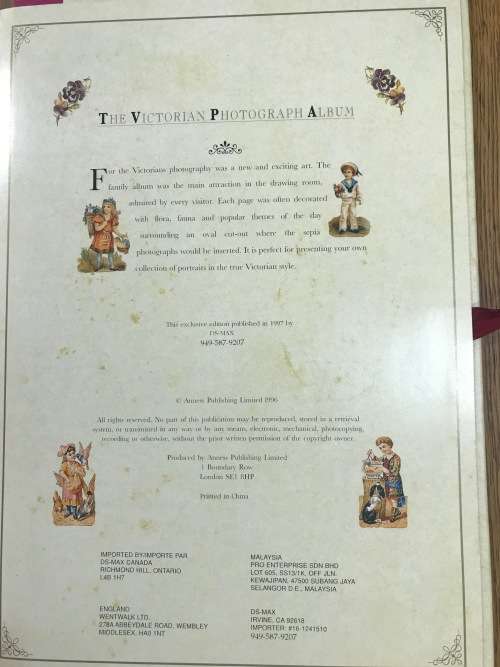 THE VICTORIAN PHOTOGRAPH ALBUM
For the Victorians photography was a new and exciting art. The
family album was the main attraction in the drawing room,
admired by every visitor. Each page was often decorated
with flora, fauna and popular themes of the day
surrounding an oval cut-out where the sepia
photographs would be inserted. It is perfect for presenting your own
collection of portraits in the true Victorian style.
This exclusive edition published in 1997 by
DS-MAX
949-587-9207
© Anness Publishing Limited 1996
All rights reserved. No part of this publication may be reproduced, stored in a retrieval
system, or transmitted in any way or by any means, electronic, mechanical, photocopying,
recording or otherwise, without the prior written permission of the copyright owner.
Produced by Anness Publishing Limited
1 Boundary Row
London SE1 8HP
Printed in China
IMPORTED BY/IMPORTE PAR
DS-MAX CANADA
RICHMOND HILL, ONTARIO
L4B 1H7
MALAYSIA
PRO ENTERPRISE SDN BHD
LOT 605, SS13/1K, OFF JLN.
KEWAJIPAN, 47500 SUBANG JAYA
SELANGOR D.E., MALAYSIA
ENGLAND
WENTWALK LTD.
278A ABBEYDALE ROAD, WEMBLEY
MIDDLESEX, HA0 1NT
DS-MAX
IRVINE, CA 92618
IMPORTER: #16-1241510
949-587-9207